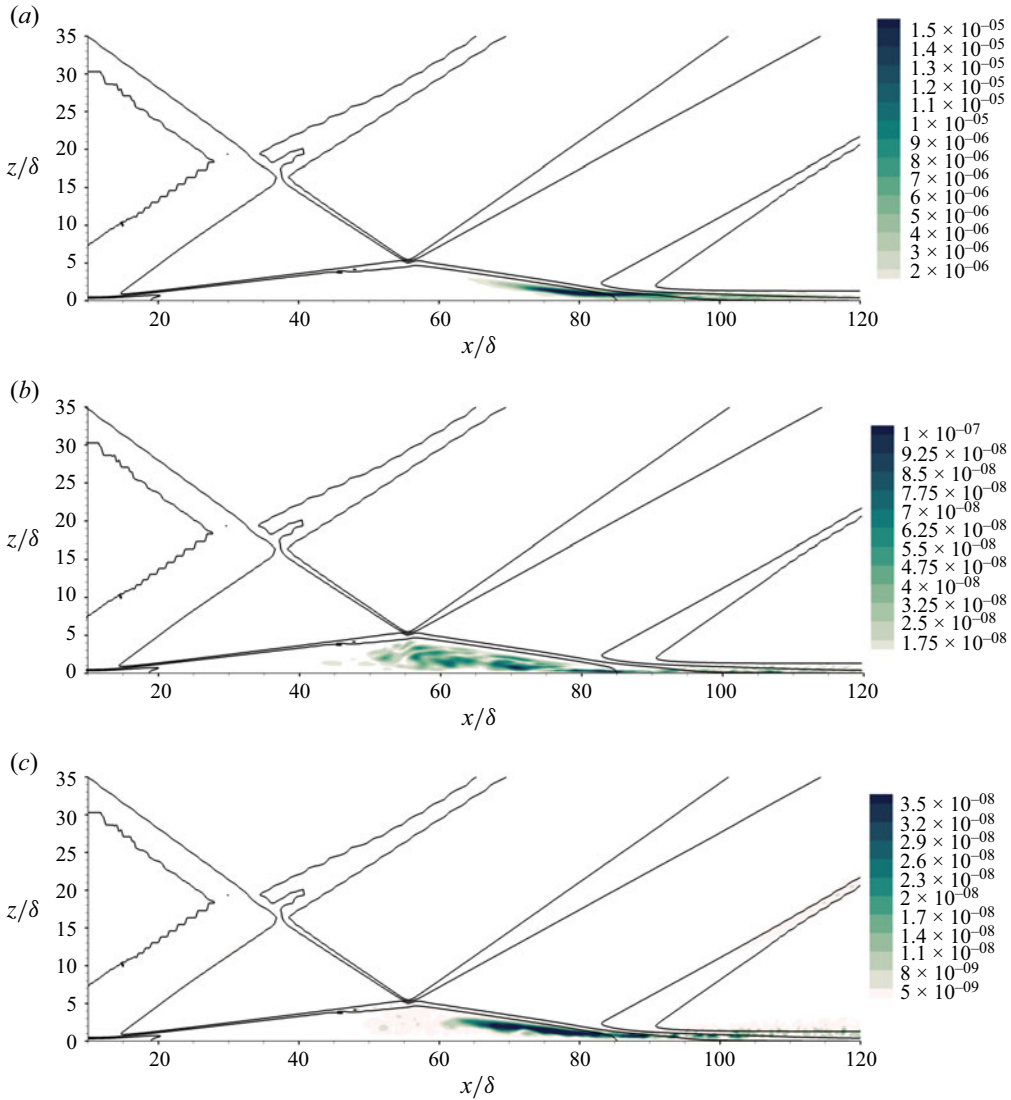 (a)
35
30
25
20
15
10
5
0
z/δ
20
40
60
80
100
120
x/δ
1.5 × 10⁻⁰⁵
1.4 × 10⁻⁰⁵
1.3 × 10⁻⁰⁵
1.2 × 10⁻⁰⁵
1.1 × 10⁻⁰⁵
1 × 10⁻⁰⁵
9 × 10⁻⁰⁶
8 × 10⁻⁰⁶
7 × 10⁻⁰⁶
6 × 10⁻⁰⁶
5 × 10⁻⁰⁶
4 × 10⁻⁰⁶
3 × 10⁻⁰⁶
2 × 10⁻⁰⁶
(b)
35
30
25
20
15
10
5
0
z/δ
20
40
60
80
100
120
x/δ
1 × 10⁻⁰⁷
9.25 × 10⁻⁰⁸
8.5 × 10⁻⁰⁸
7.75 × 10⁻⁰⁸
7 × 10⁻⁰⁸
6.25 × 10⁻⁰⁸
5.5 × 10⁻⁰⁸
4.75 × 10⁻⁰⁸
4 × 10⁻⁰⁸
3.25 × 10⁻⁰⁸
2.5 × 10⁻⁰⁸
1.75 × 10⁻⁰⁸
(c)
35
30
25
20
15
10
5
0
z/δ
20
40
60
80
100
120
x/δ
3.5 × 10⁻⁰⁸
3.2 × 10⁻⁰⁸
2.9 × 10⁻⁰⁸
2.6 × 10⁻⁰⁸
2.3 × 10⁻⁰⁸
2 × 10⁻⁰⁸
1.7 × 10⁻⁰⁸
1.4 × 10⁻⁰⁸
1.1 × 10⁻⁰⁸
8 × 10⁻⁰⁹
5 × 10⁻⁰⁹